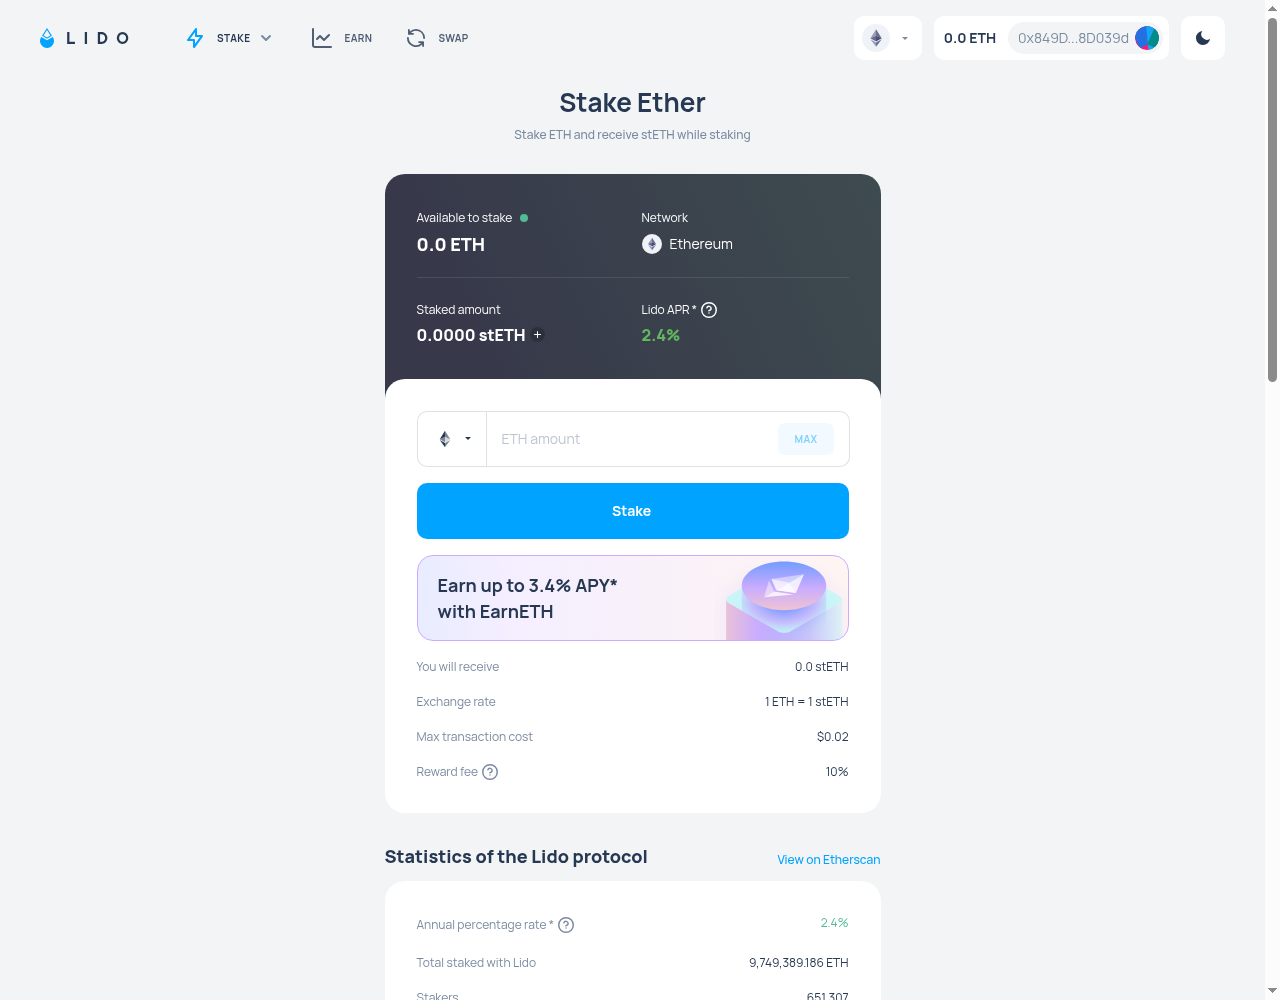 LIDO
STAKE
EARN
SWAP
0.0 ETH
0x849D...8D039d
Stake Ether
Stake ETH and receive stETH while staking
Available to stake
Network
0.0 ETH
Ethereum
Staked amount
Lido APR *
0.0000 stETH +
2.4%
ETH amount
MAX
Stake
Earn up to 3.4% APY*
with EarnETH
You will receive
0.0 stETH
Exchange rate
1 ETH = 1 stETH
Max transaction cost
$0.02
Reward fee
10%
Statistics of the Lido protocol
View on Etherscan
Annual percentage rate *
2.4%
Total staked with Lido
9,749,389.186 ETH
Stakers
651,307